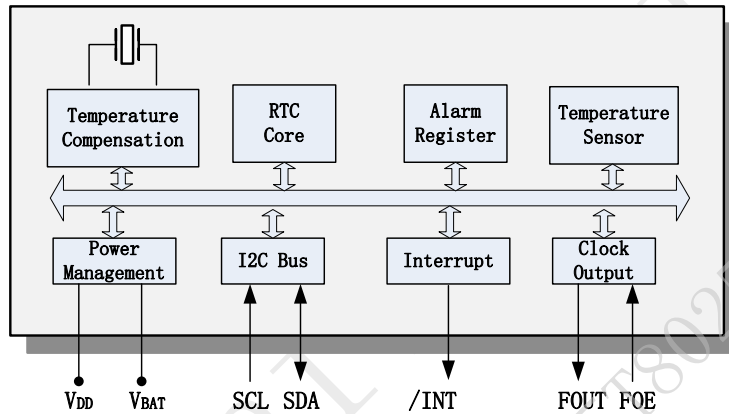 Temperature
Compensation
RTC
Core
Alarm
Register
Temperature
Sensor
Power
Management
I2C Bus
Interrupt
Clock
Output
VDD VBAT SCL SDA /INT FOUT FOE